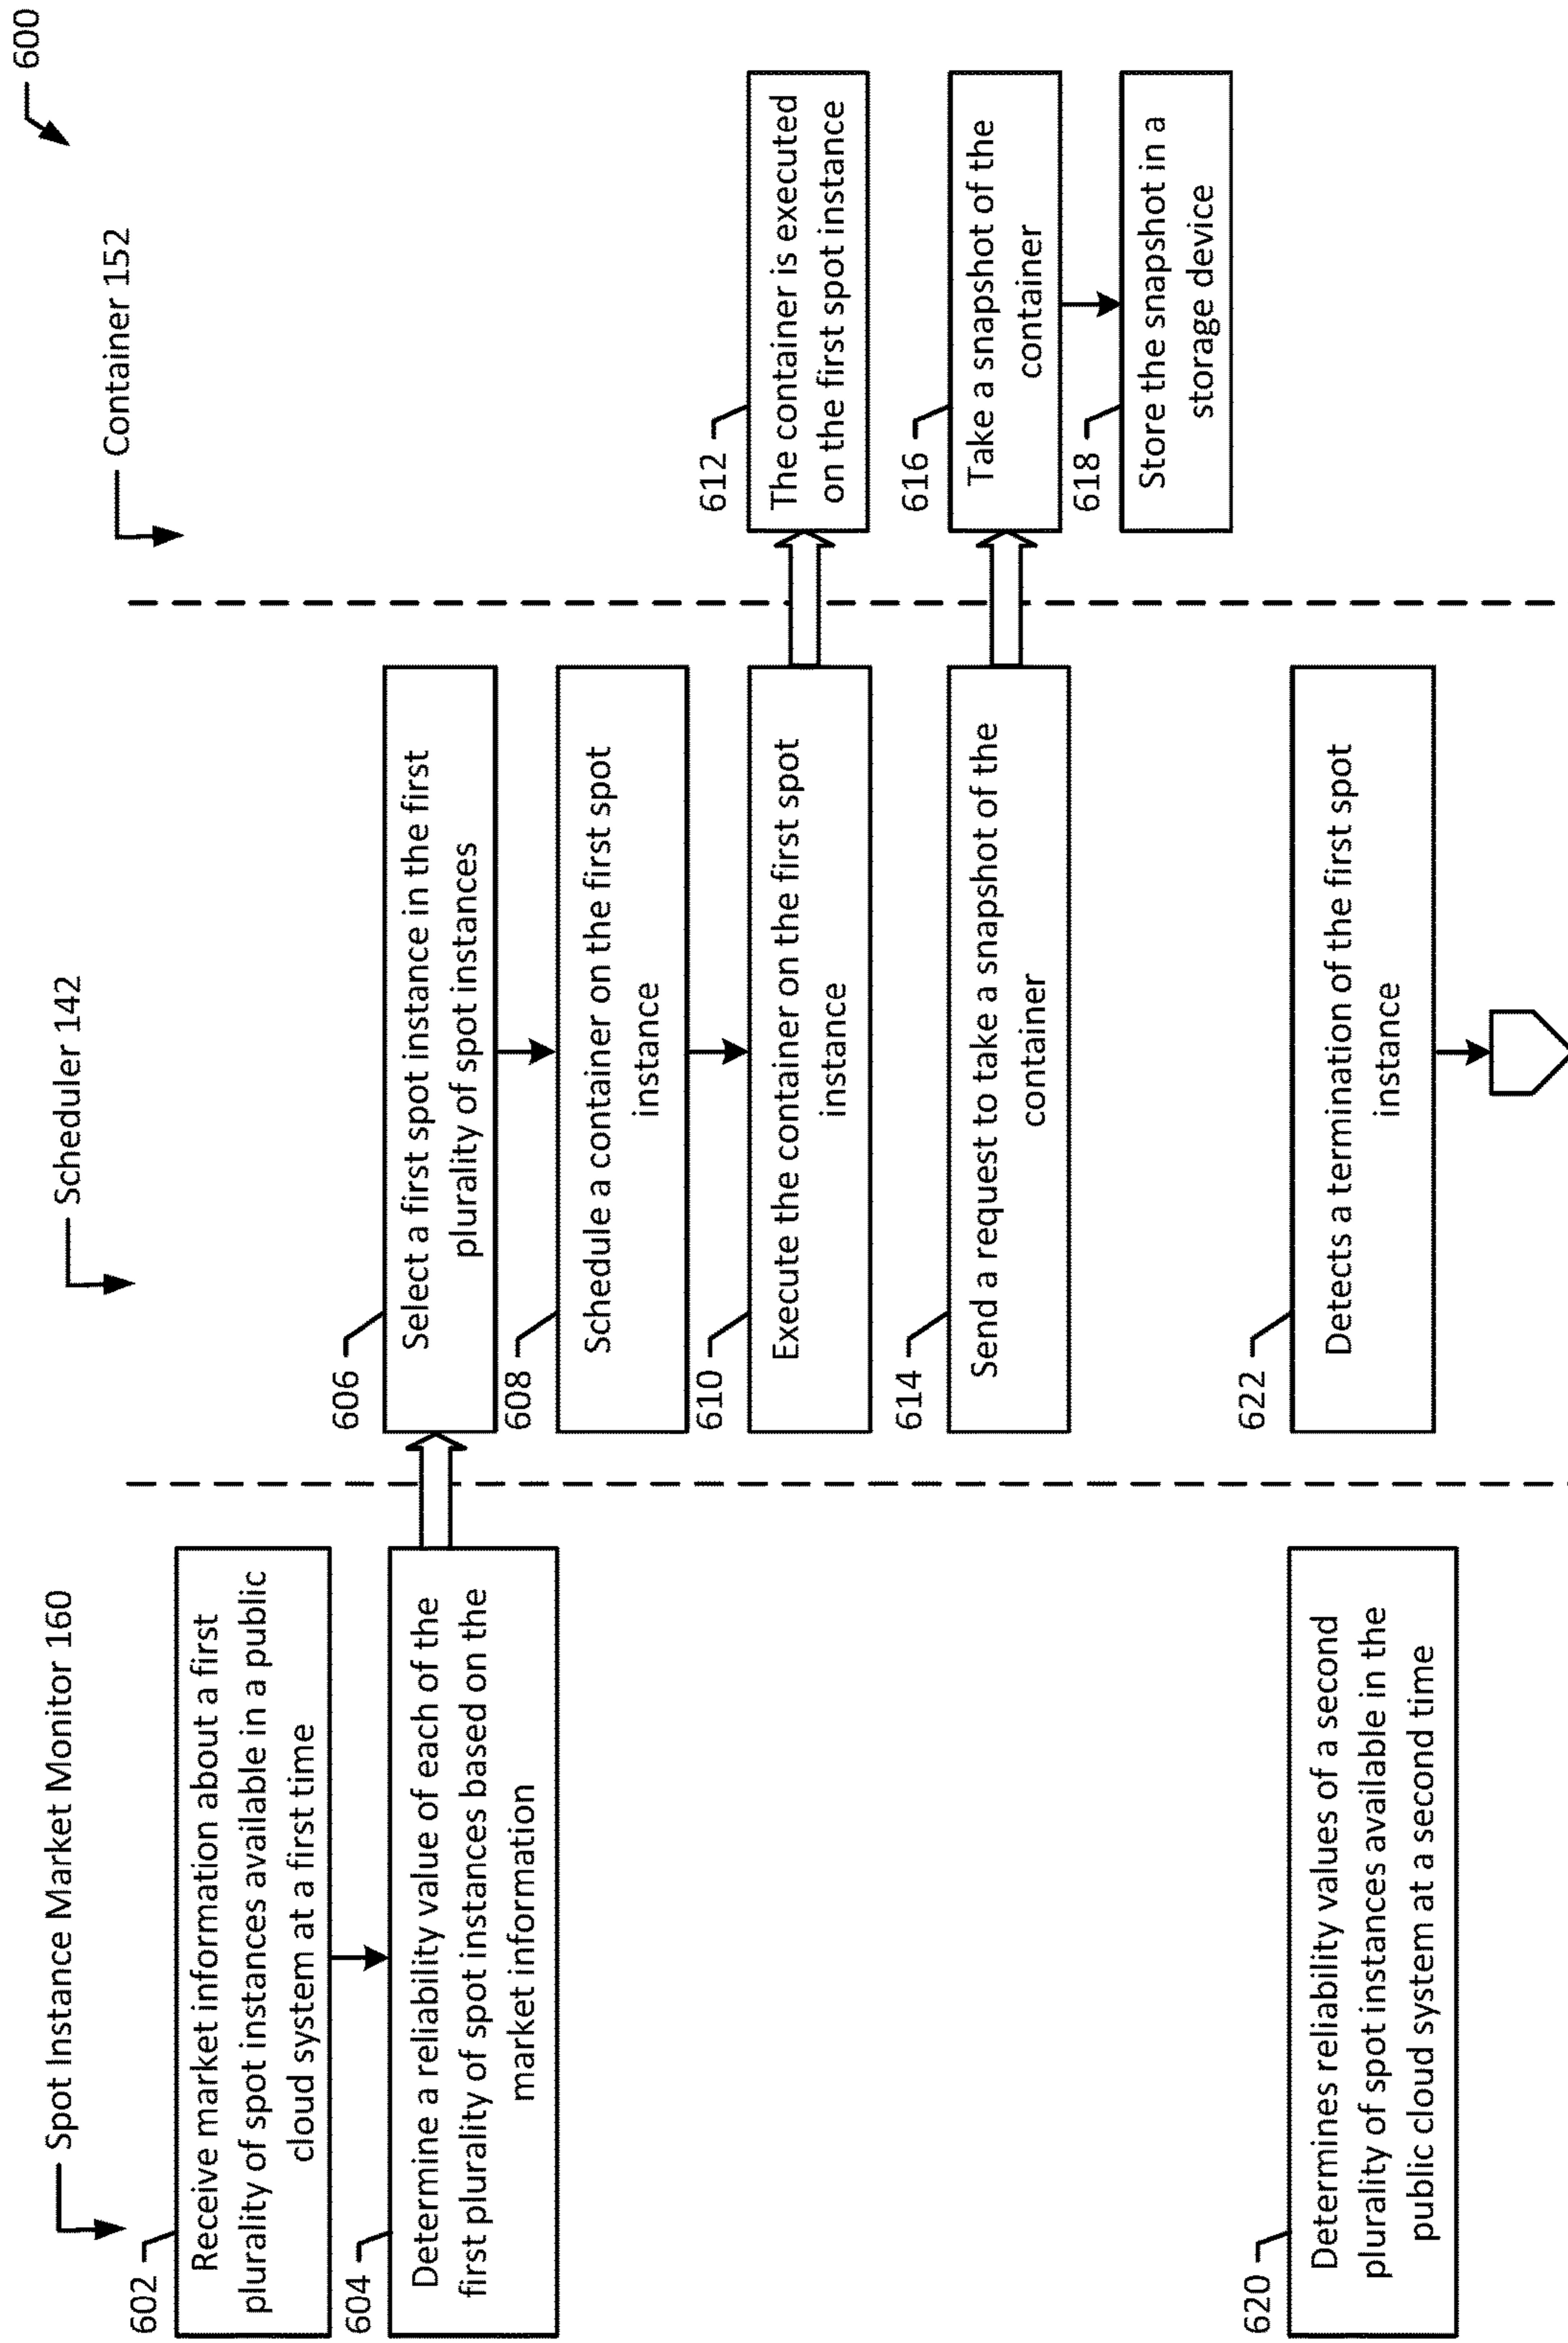 600
Spot Instance Market Monitor 160
Scheduler 142
Container 152
602
Receive market information about a first
plurality of spot instances available in a public
cloud system at a first time
604
Determine a reliability value of each of the
first plurality of spot instances based on the
market information
606
Select a first spot instance in the first
plurality of spot instances
608
Schedule a container on the first spot
instance
610
Execute the container on the first spot
instance
612
The container is executed
on the first spot instance
614
Send a request to take a snapshot of the
container
616
Take a snapshot of the
container
618
Store the snapshot in a
storage device
620
Determines reliability values of a second
plurality of spot instances available in the
public cloud system at a second time
622
Detects a termination of the first spot
instance